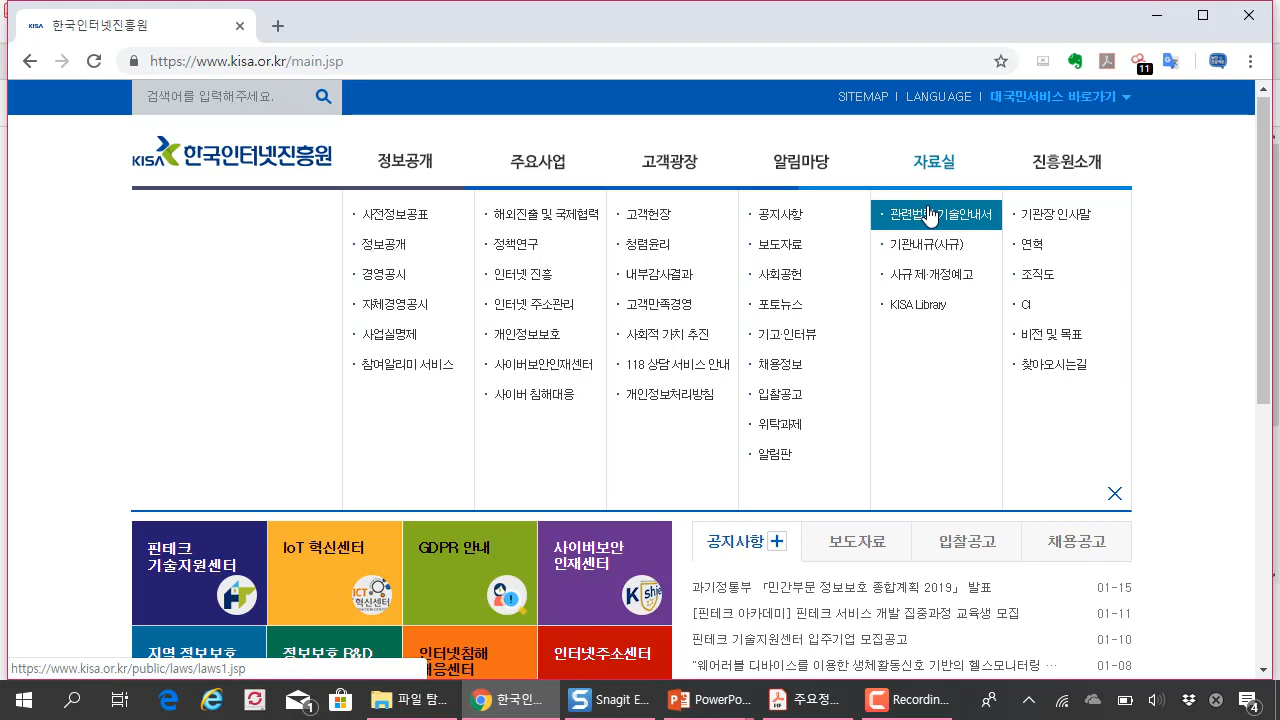 한국인터넷진흥원
https://www.kisa.or.kr/main.jsp
11
검색어를 입력해주세요.
SITEMAP | LANGUAGE | 대국민서비스 바로가기
KISA 한국인터넷진흥원
정보공개 주요사업 고객광장 알림마당 자료실 진흥원소개
· 사전정보공표
· 정보공개
· 경영공시
· 자체경영공시
· 사업실명제
· 참여알리미 서비스
· 해외진출 및 국제협력
· 정책연구
· 인터넷 진흥
· 인터넷 주소관리
· 개인정보보호
· 사이버보안인재센터
· 사이버 침해대응
· 고객헌장
· 청렴윤리
· 내부감사결과
· 고객만족경영
· 사회적 가치 추진
· 118 상담 서비스 안내
· 개인정보처리방침
· 공지사항
· 보도자료
· 사회공헌
· 포토뉴스
· 기고·인터뷰
· 채용정보
· 입찰공고
· 위탁과제
· 알림판
· 관련법령·기술안내서
· 기관내규(사규)
· 사규 제·개정예고
· KISA Library
· 기관장 인사말
· 연혁
· 조직도
· CI
· 비전 및 목표
· 찾아오시는길
핀테크
기술지원센터
IoT 혁신센터
ICT
혁신센터
GDPR 안내
사이버보안
인재센터
지역 정보보호
정보보호 R&D
인터넷침해
대응센터
인터넷주소센터
공지사항 보도자료 입찰공고 채용공고
과기정통부 「민간부문 정보보호 종합계획 2019」 발표 01-15
[핀테크 아카데미] 핀테크 서비스 개발 집중과정 교육생 모집 01-11
핀테크 기술지원센터 입주기업 모집공고 01-10
"웨어러블 디바이스를 이용한 생체활동신호 기반의 헬스모니터링 ···
https://www.kisa.or.kr/public/laws/laws1.jsp
1
파일 탐...
한국인...
Snagit E...
PowerPo...
주요정...
Recordin...
4